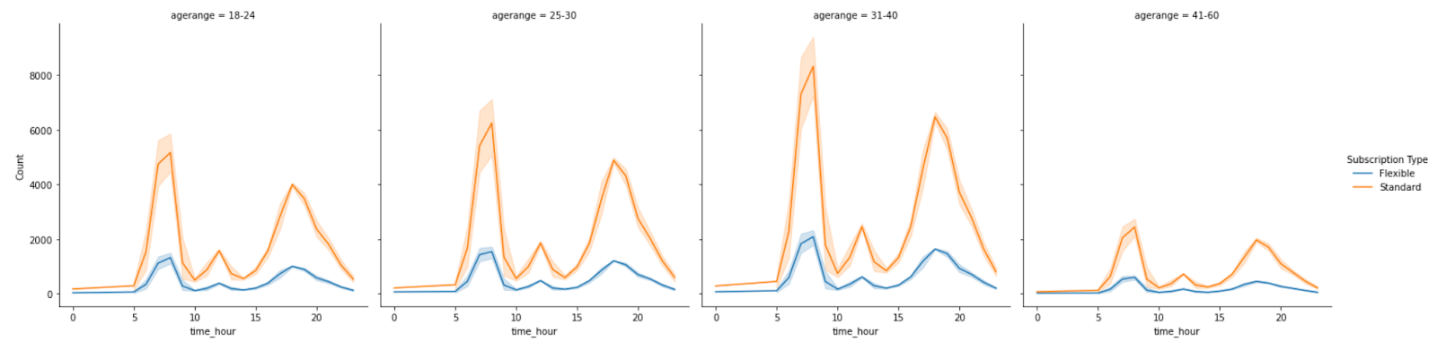 agerange = 18-24
agerange = 25-30
agerange = 31-40
agerange = 41-60
Count
8000
6000
4000
2000
0
0 5 10 15 20
0 5 10 15 20
0 5 10 15 20
0 5 10 15 20
time_hour
time_hour
time_hour
time_hour
Subscription Type
Flexible
Standard